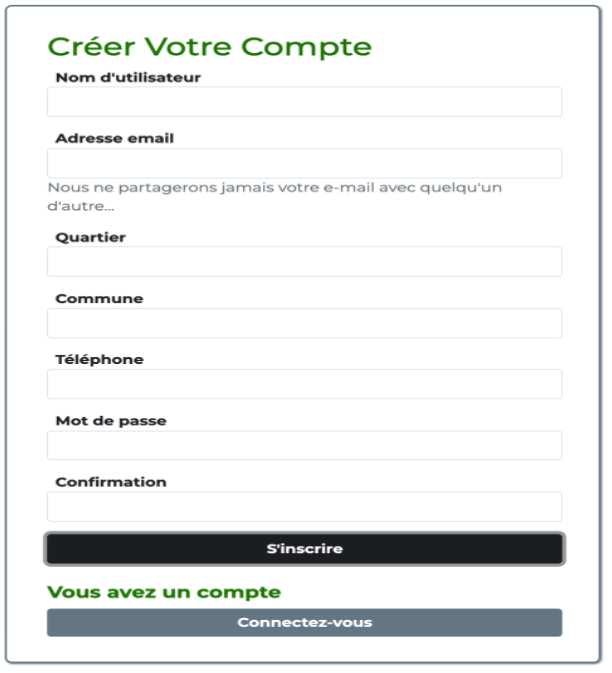 Créer Votre Compte
Nom d'utilisateur
Adresse email
Nous ne partagerons jamais votre e-mail avec quelqu'un
d'autre...
Quartier
Commune
Téléphone
Mot de passe
Confirmation
S'inscrire
Vous avez un compte
Connectez-vous